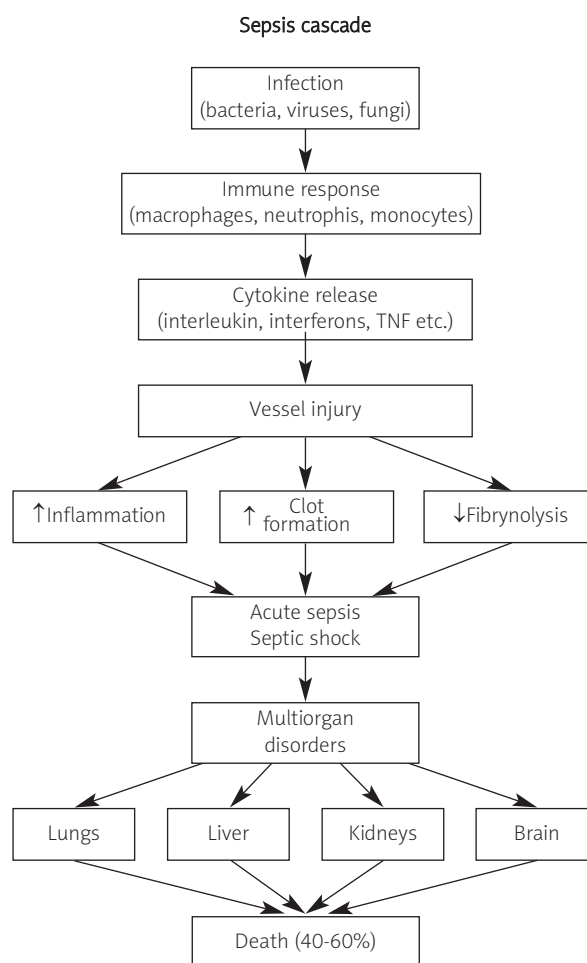 Sepsis cascade
Infection
(bacteria, viruses, fungi)
Immune response
(macrophages, neutrophis, monocytes)
Cytokine release
(interleukin, interferons, TNF etc.)
Vessel injury
↑Inflammation
↑ Clot
formation
↓Fibrynolysis
Acute sepsis
Septic shock
Multiorgan
disorders
Lungs
Liver
Kidneys
Brain
Death (40-60%)